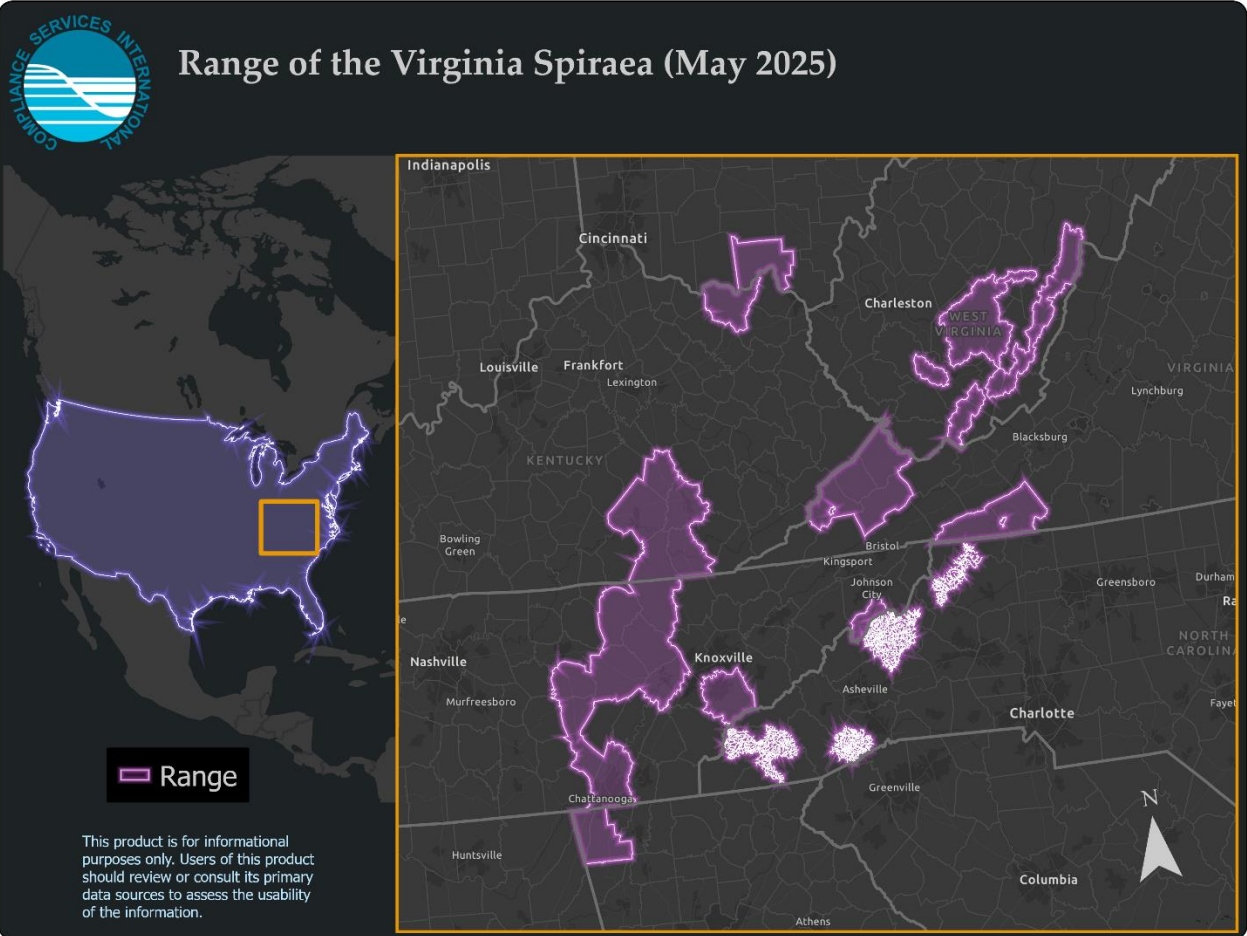 COMPLIANCE SERVICES INTERNATIONAL
Range of the Virginia Spiraea (May 2025)
Indianapolis
Cincinnati
Charleston
WEST
VIRGINIA
Louisville
Frankfort
Lexington
VIRGINIA
Lynchburg
Blacksburg
KENTUCKY
Bowling
Green
Bristol
Kingsport
Johnson
City
Greensboro
Durham
Ra
e
NORTH
CAROLINA
Nashville
Knoxville
Murfreesboro
Asheville
Charlotte
Fayet
Range
Chattanooga
Greenville
N
Huntsville
Columbia
Athens
This product is for informational
purposes only. Users of this product
should review or consult its primary
data sources to assess the usability
of the information.